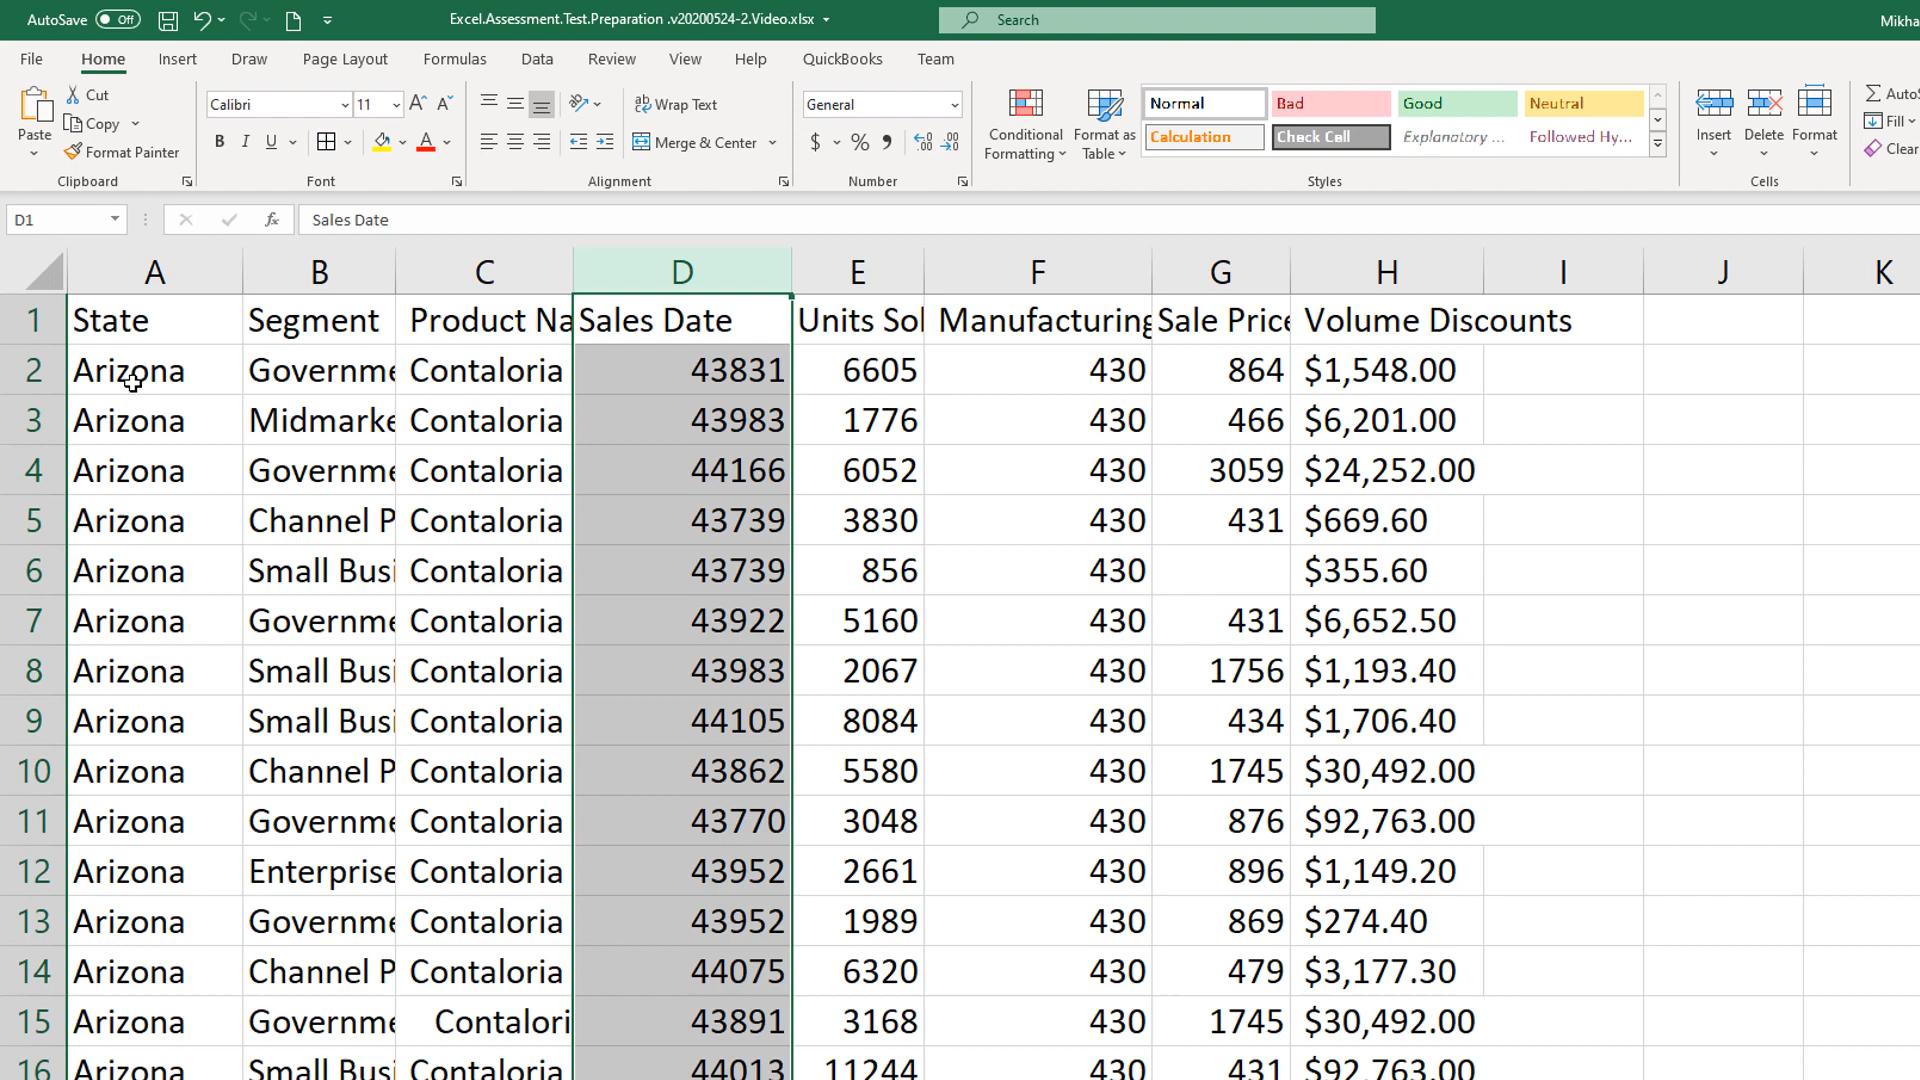 AutoSave Off Excel.Assessment.Test.Preparation .v20200524-2.Video.xlsx Search Mikha
File Home Insert Draw Page Layout Formulas Data Review View Help QuickBooks Team
Paste Cut Copy Format Painter
Clipboard
Calibri 11
B I U
Font
Wrap Text
Merge & Center
Alignment
General
$ % ,
Number
Conditional Formatting
Format as Table
Normal Bad Good Neutral
Calculation Check Cell Explanatory ... Followed Hy...
Styles
Insert Delete Format
Cells
AutoS
Fill
Clear
D1 fx Sales Date
A B C D E F G H I J K
1 State Segment Product Na Sales Date Units Sol Manufacturing Sale Price Volume Discounts
2 Arizona Governme Contaloria 43831 6605 430 864 $1,548.00
3 Arizona Midmarke Contaloria 43983 1776 430 466 $6,201.00
4 Arizona Governme Contaloria 44166 6052 430 3059 $24,252.00
5 Arizona Channel P Contaloria 43739 3830 430 431 $669.60
6 Arizona Small Busi Contaloria 43739 856 430 $355.60
7 Arizona Governme Contaloria 43922 5160 430 431 $6,652.50
8 Arizona Small Busi Contaloria 43983 2067 430 1756 $1,193.40
9 Arizona Small Busi Contaloria 44105 8084 430 434 $1,706.40
10 Arizona Channel P Contaloria 43862 5580 430 1745 $30,492.00
11 Arizona Governme Contaloria 43770 3048 430 876 $92,763.00
12 Arizona Enterprise Contaloria 43952 2661 430 896 $1,149.20
13 Arizona Governme Contaloria 43952 1989 430 869 $274.40
14 Arizona Channel P Contaloria 44075 6320 430 479 $3,177.30
15 Arizona Governme Contalori 43891 3168 430 1745 $30,492.00
16 Arizona Small Busi Contaloria 44013 11244 430 431 $92,763.00